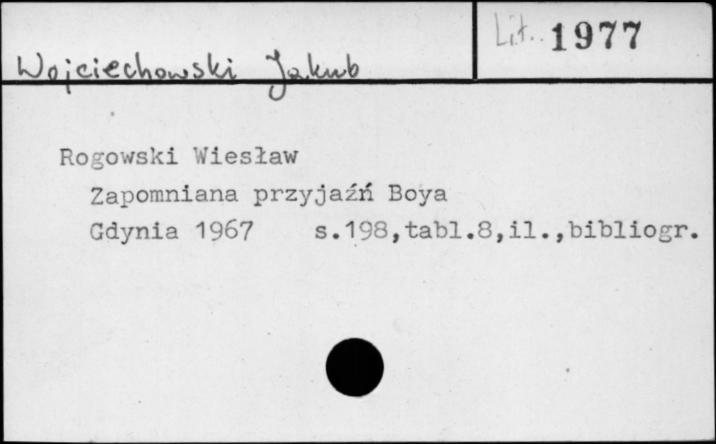 Wojciechowski Jakub
Lit. 1977
Rogowski Wiesław
Zapomniana przyjaźń Boya
Gdynia 1967 s.198,tabl.8,il.,bibliogr.